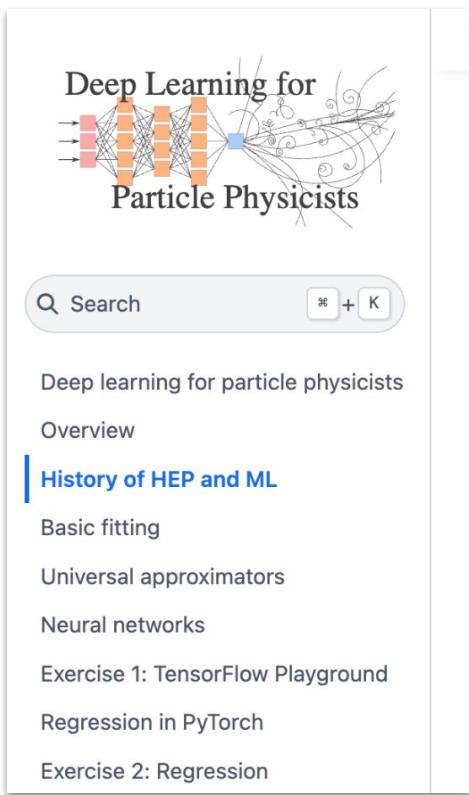 Deep Learning for
Particle Physicists
Search
⌘ + K
Deep learning for particle physicists
Overview
History of HEP and ML
Basic fitting
Universal approximators
Neural networks
Exercise 1: TensorFlow Playground
Regression in PyTorch
Exercise 2: Regression